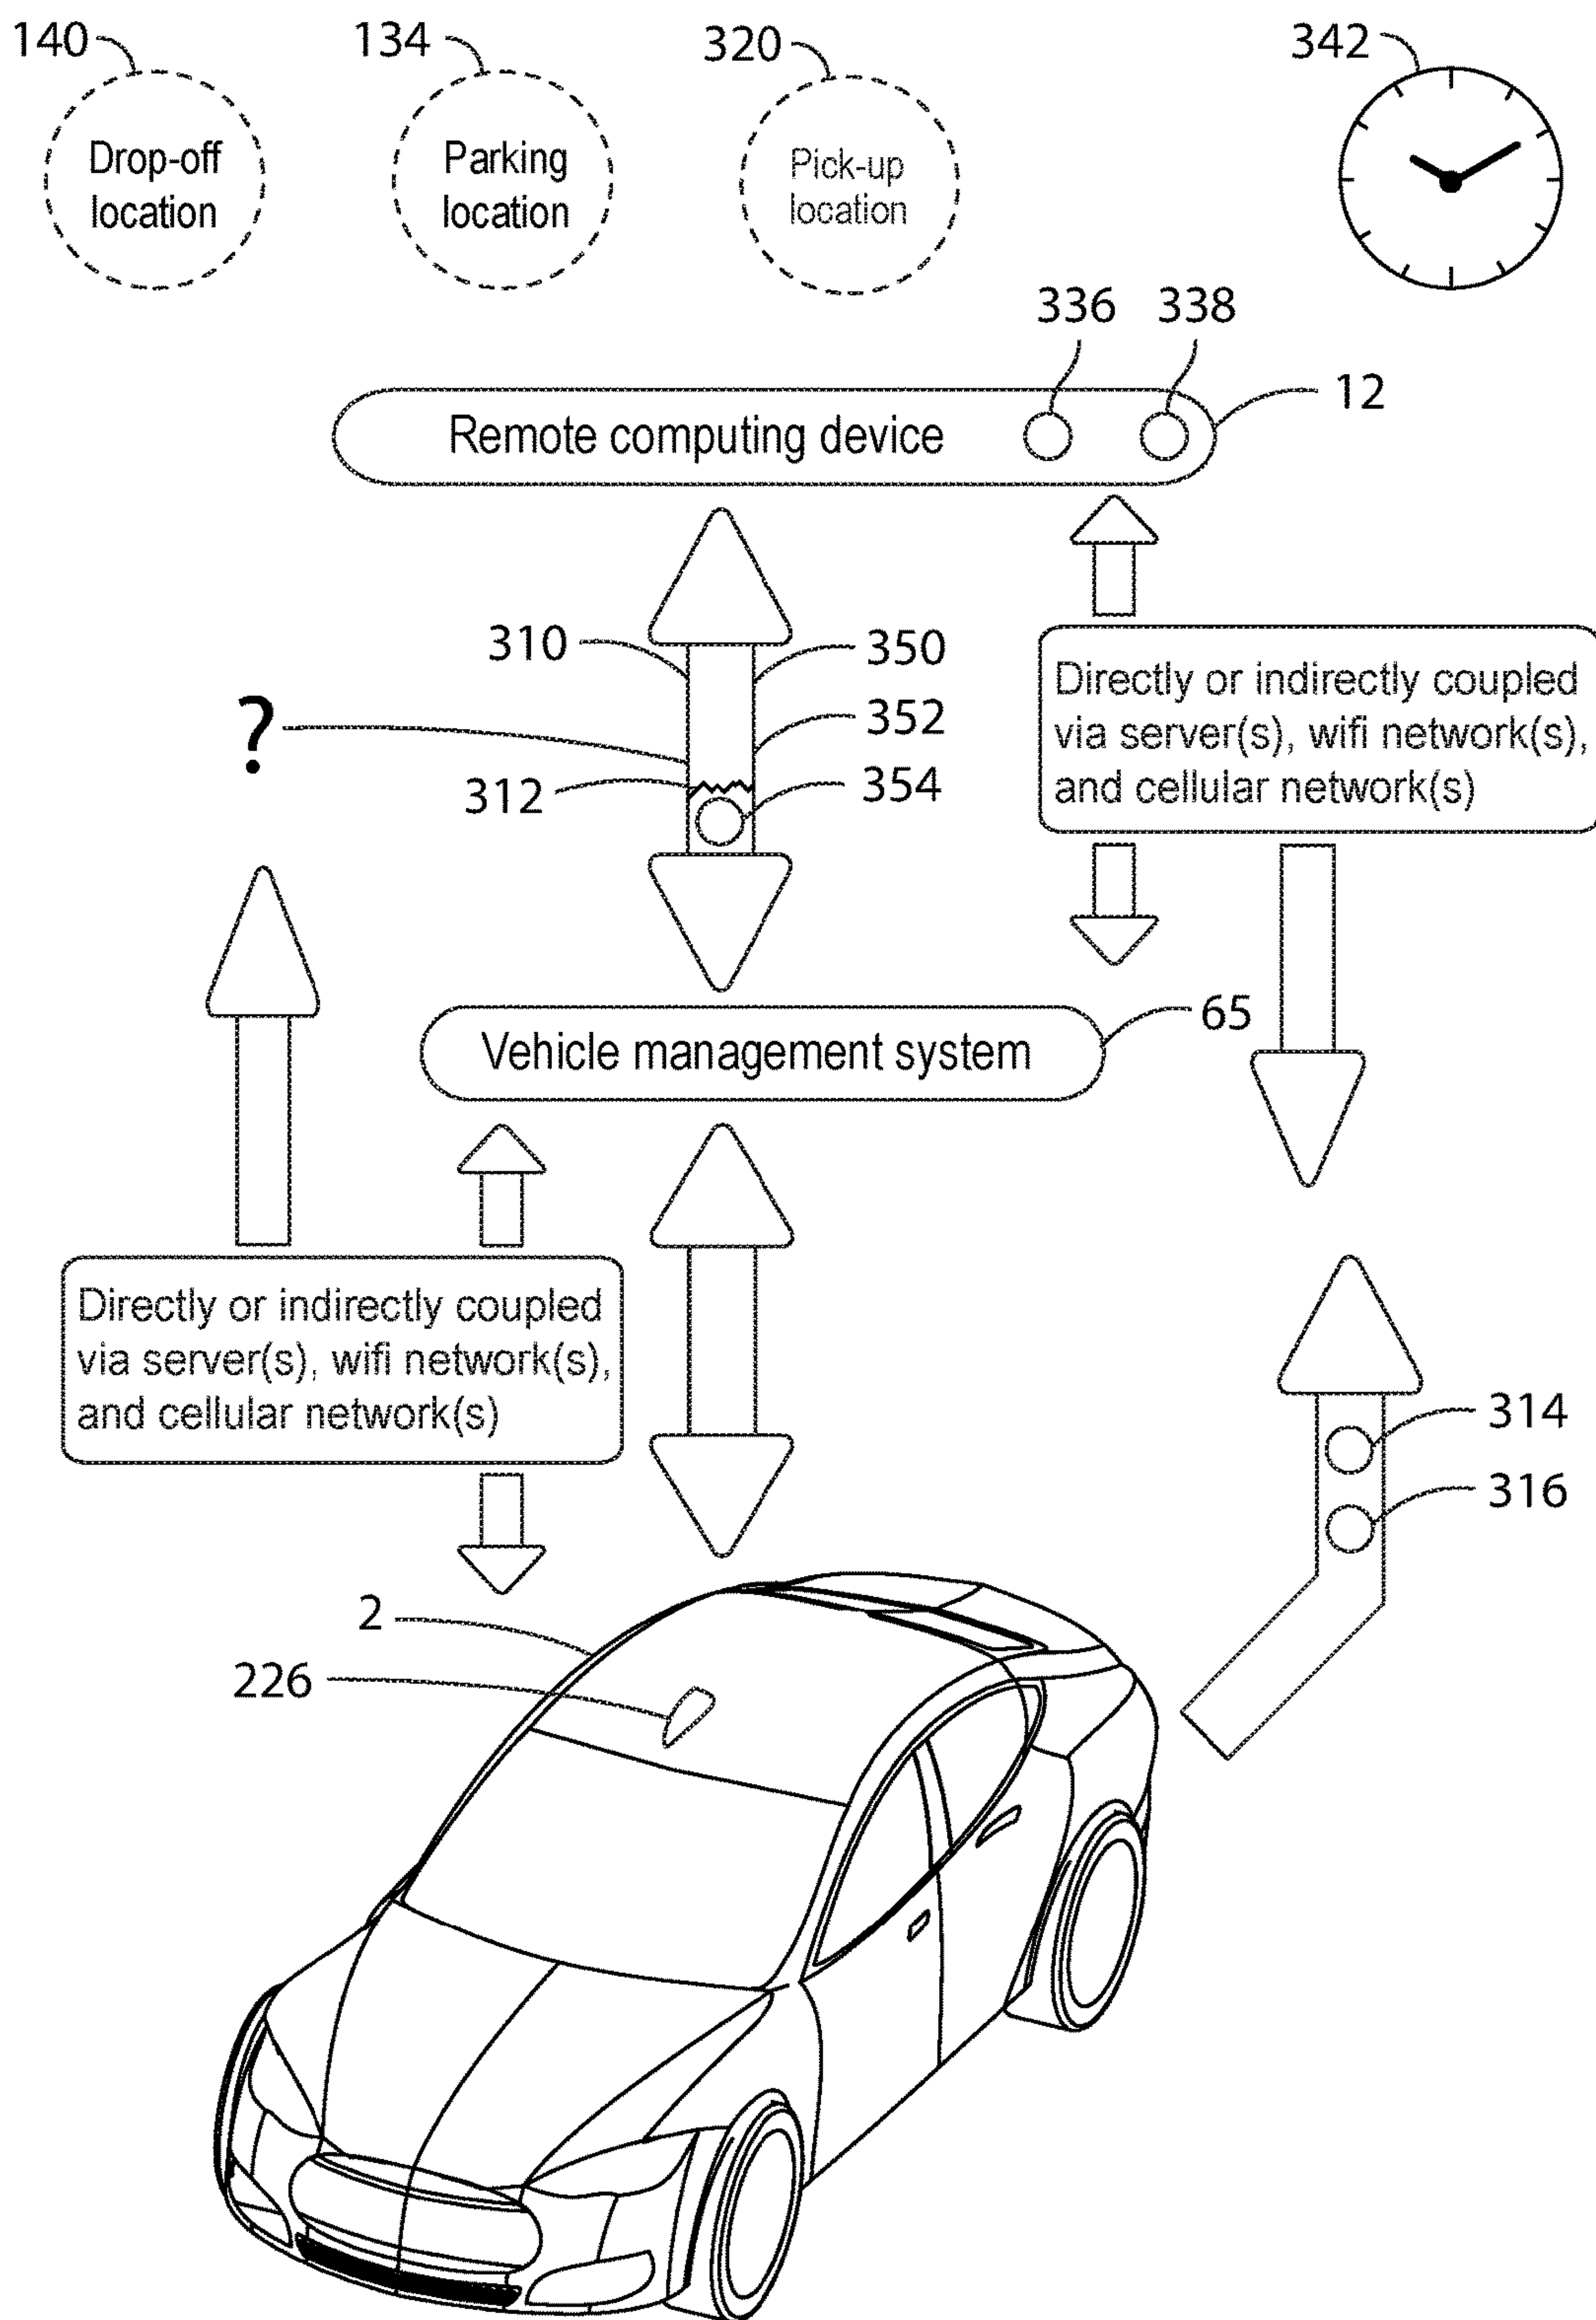 140
134
320
342
Drop-off
location
Parking
location
Pick-up
location
336
338
Remote computing device
12
310
350
?
352
312
354
Directly or indirectly coupled
via server(s), wifi network(s),
and cellular network(s)
65
Vehicle management system
Directly or indirectly coupled
via server(s), wifi network(s),
and cellular network(s)
314
316
2
226